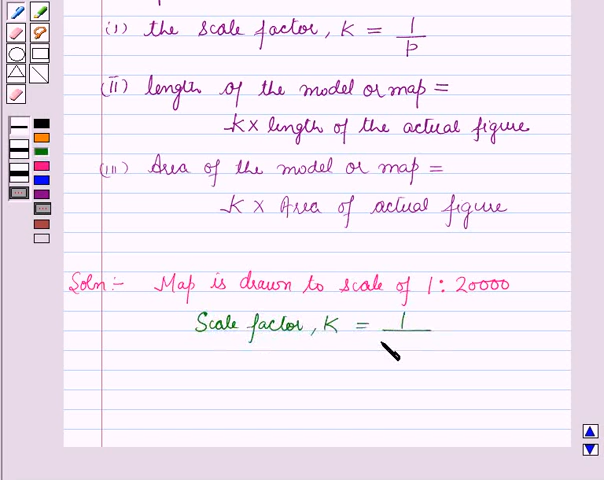 (i) the scale factor, K = 1/p
(ii) length of the model or map =
K × length of the actual figure
(iii) Area of the model or map =
K × Area of actual figure
Soln:- Map is drawn to scale of 1: 20000
Scale factor, K = 1